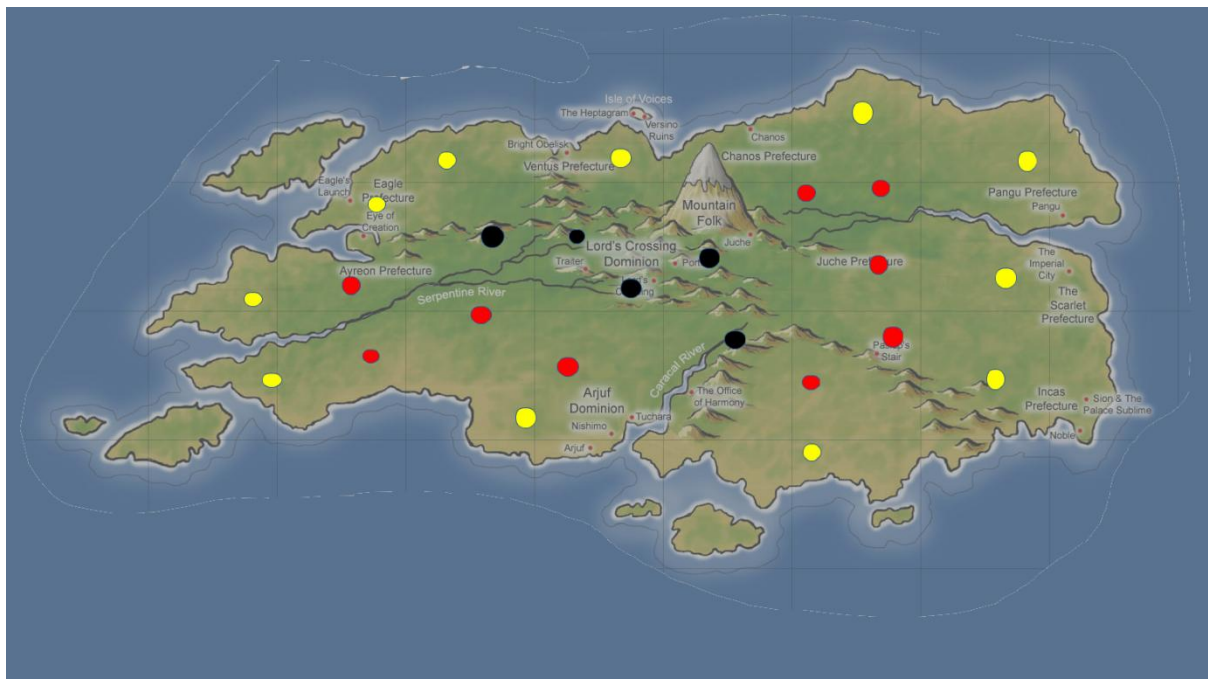 Isle of Voices
The Heptagram
Versino
Ruins
Chanos
Bright Obelisk
Ventus Prefecture
Chanos Prefecture
Eagle's
Launch
Eagle
Prefecture
Pangu Prefecture
Pangu
Mountain
Folk
Eye of
Creation
Juche
Lord's Crossing
Dominion
Traiter
Port
Ayreon Prefecture
Juche Prefecture
The
Imperial
City
Serpentine River
The
Scarlet
Prefecture
Caracal River
Stair
The Office
of Harmony
Arjuf
Dominion
Tuchara
Nishimo
Arjuf
Incas
Prefecture
Sion & The
Palace Sublime
Noble